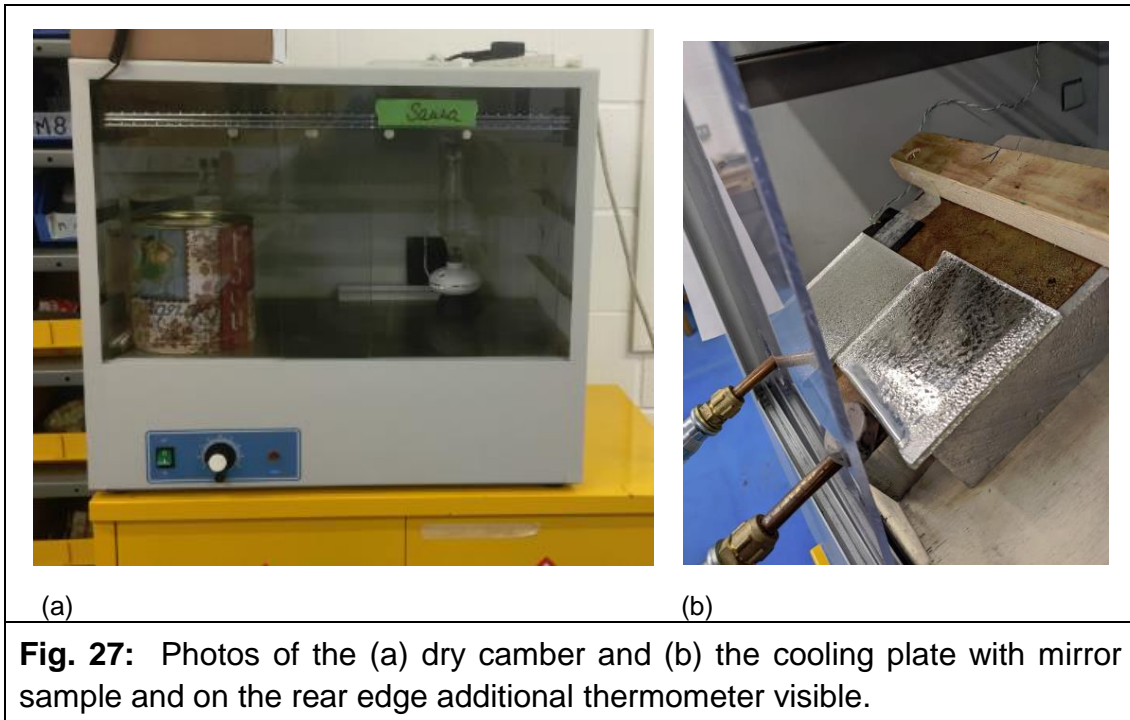 M8
Sawa
(a)
(b)
Fig. 27: Photos of the (a) dry camber and (b) the cooling plate with mirror
sample and on the rear edge additional thermometer visible.